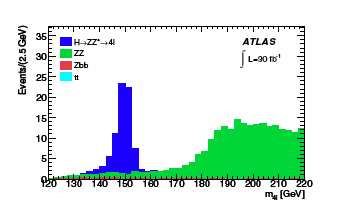 Events/(2.5 GeV)
35
30
25
20
15
10
5
0
H→ZZ*→4l
ZZ
Zbb
tt
ATLAS
∫ L=30 fb⁻¹
120 130 140 150 160 170 180 190 200 210 220
m4l [GeV]